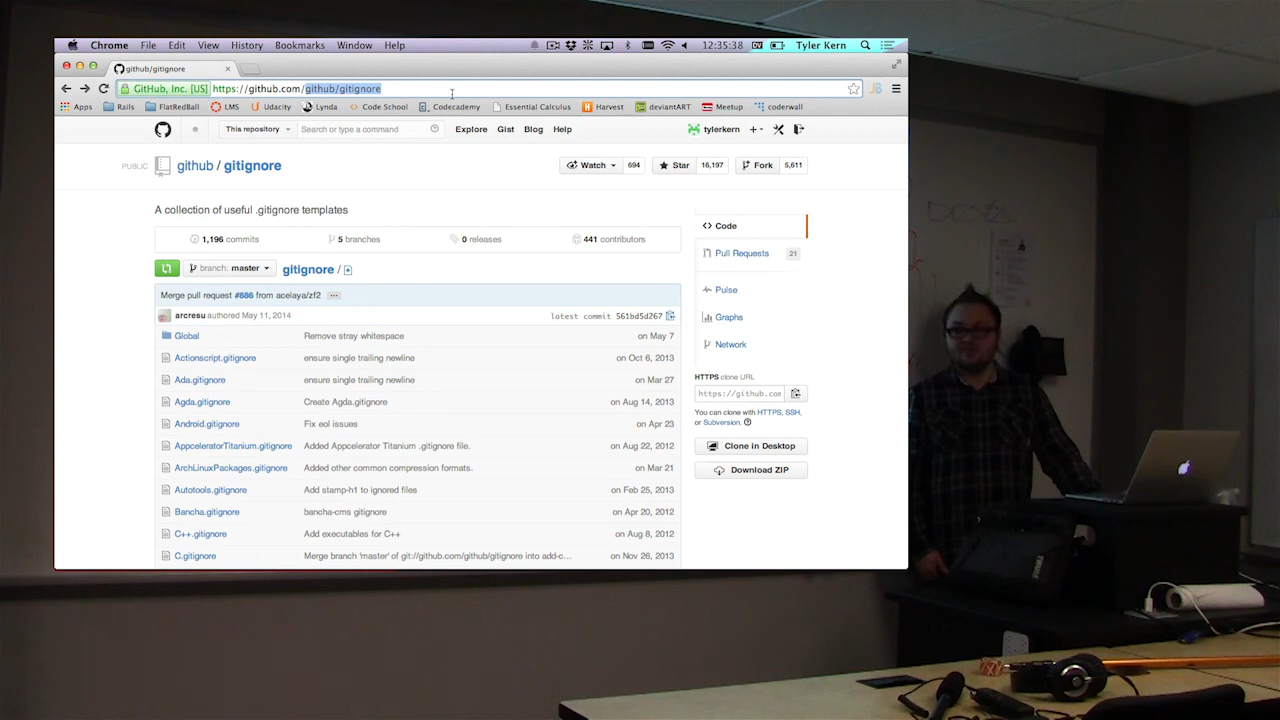 Chrome File Edit View History Bookmarks Window Help 12:35:38 Tyler Kern
github/gitignore
GitHub, Inc. [US] https://github.com/github/gitignore
Apps Rails FlatRedBall LMS Udacity Lynda Code School Codecademy Essential Calculus Harvest deviantART Meetup coderwall
This repository Search or type a command Explore Gist Blog Help tylerkern
PUBLIC github / gitignore Watch 694 Star 16,197 Fork 5,611
A collection of useful .gitignore templates
1,196 commits 5 branches 0 releases 441 contributors
branch: master gitignore /
Merge pull request #886 from acelaya/zf2 ...
arcresu authored May 11, 2014 latest commit 561bd5d267
Global Remove stray whitespace on May 7
Actionscript.gitignore ensure single trailing newline on Oct 6, 2013
Ada.gitignore ensure single trailing newline on Mar 27
Agda.gitignore Create Agda.gitignore on Aug 14, 2013
Android.gitignore Fix eol issues on Apr 23
AppceleratorTitanium.gitignore Added Appcelerator Titanium .gitignore file. on Aug 22, 2012
ArchLinuxPackages.gitignore Added other common compression formats. on Mar 21
Autotools.gitignore Add stamp-h1 to ignored files on Feb 25, 2013
Bancha.gitignore bancha-cms gitignore on Apr 20, 2012
C++.gitignore Add executables for C++ on Aug 8, 2012
C.gitignore Merge branch 'master' of git://github.com/github/gitignore into add-c... on Nov 26, 2013
Code
Pull Requests 21
Pulse
Graphs
Network
HTTPS clone URL
https://github.com
You can clone with HTTPS, SSH,
or Subversion.
Clone in Desktop
Download ZIP
THULE